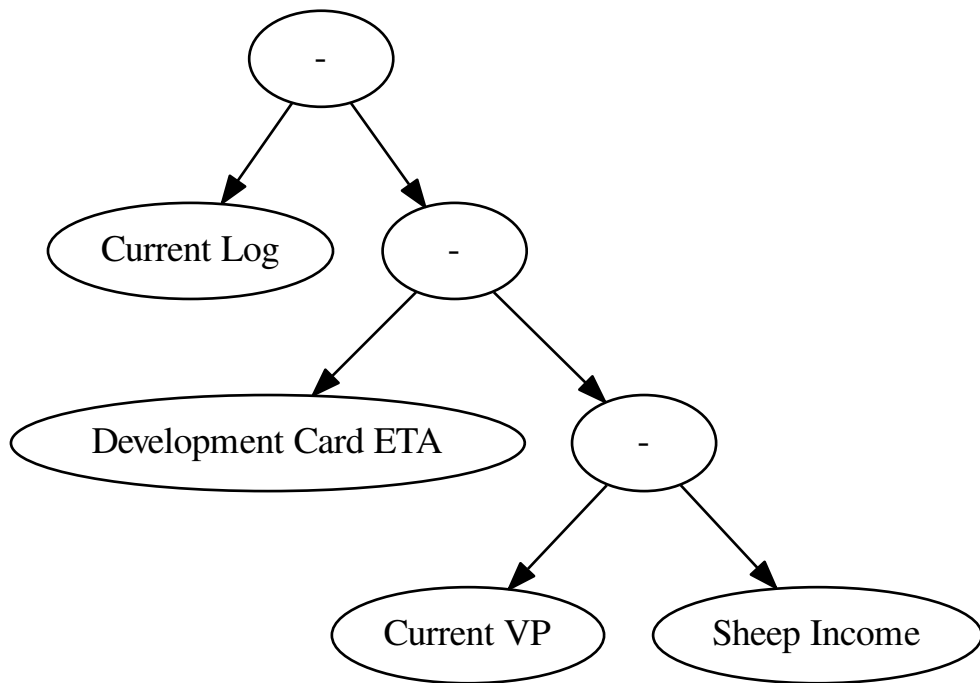 -
Current Log
-
Development Card ETA
-
Current VP
Sheep Income